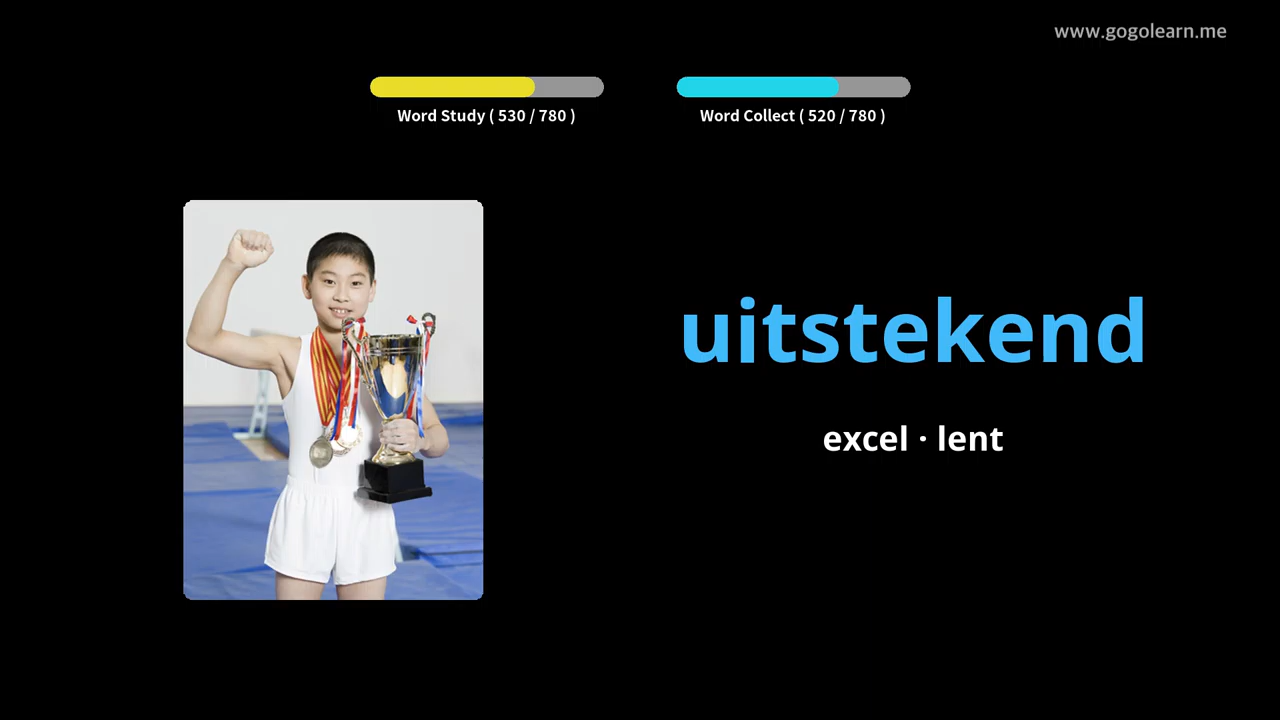 www.gogolearn.me
Word Study ( 530 / 780 )
Word Collect ( 520 / 780 )
uitstekend
excel · lent